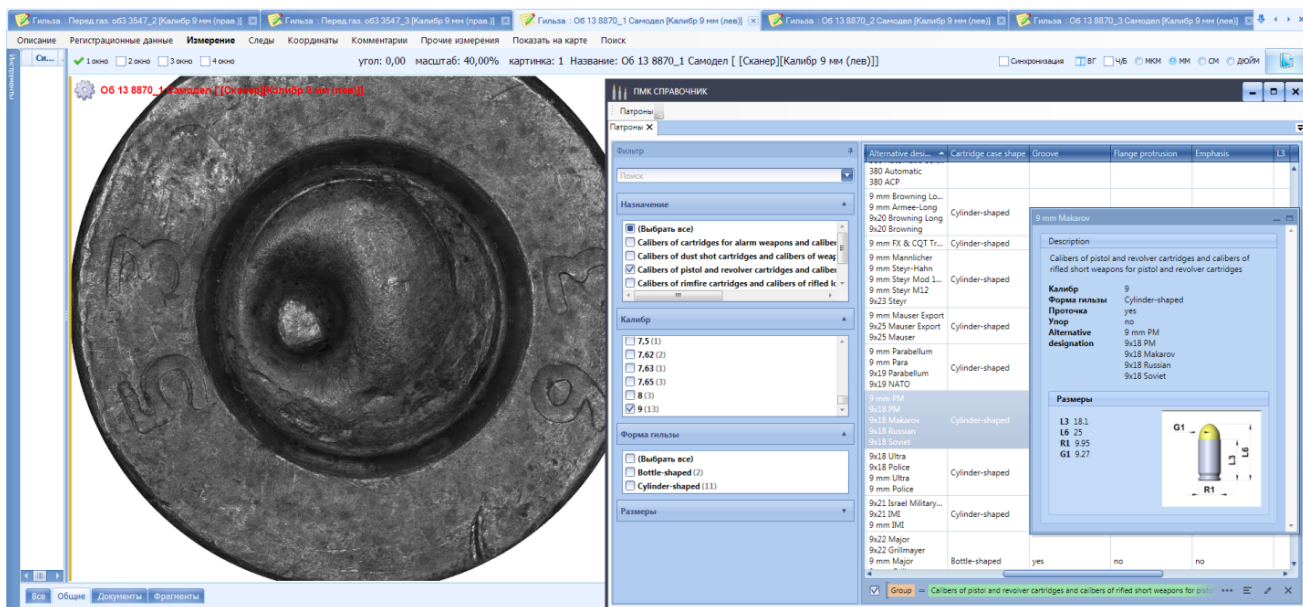 Гильза : Перед.газ. об3 3547_2 [Калибр 9 мм (прав.)]
Гильза : Перед.газ. об3 3547_3 [Калибр 9 мм (прав.)]
Гильза : Об 13 8870_1 Самодел [Калибр 9 мм (лев)]
Гильза : Об 13 8870_2 Самодел [Калибр 9 мм (лев)]
Гильза : Об 13 8870_3 Самодел [Калибр 9 мм (лев)]
Описание Регистрационные данные Измерение Следы Координаты Комментарии Прочие измерения Показать на карте Поиск
Инструменты
Си...
1 окно 2 окно 3 окно 4 окно
угол: 0,00 масштаб: 40,00% картинка: 1 Название: Об 13 8870_1 Самодел [ [Сканер][Калибр 9 мм (лев)]]
Синхронизация ВГ Ч/Б МКМ ММ СМ ДЮЙМ
Об 13 8870_1 Самодел [ [Сканер][Калибр 9 мм (лев)]]
ПМК СПРАВОЧНИК
Патроны
Патроны
Фильтр
Поиск
Назначение
(Выбрать все)
Calibers of cartridges for alarm weapons and caliber
Calibers of dust shot cartridges and calibers of weap
Calibers of pistol and revolver cartridges and caliber
Calibers of rimfire cartridges and calibers of rifled lc
Калибр
7,5 (1)
7,62 (2)
7,63 (1)
7,65 (3)
8 (3)
9 (13)
Форма гильзы
(Выбрать все)
Bottle-shaped (2)
Cylinder-shaped (11)
Размеры
Alternative desi... Cartridge case shape Groove Flange protrusion Emphasis L3
380 Automatic
380 ACP
9 mm Browning Lo...
9 mm Armee-Long
9x20 Browning Long
9x20 Browning
Cylinder-shaped
9 mm FX & CQT Tr... Cylinder-shaped
9 mm Mannlicher
9 mm Steyr-Hahn
9 mm Steyr Mod 1...
9 mm Steyr M12
9x23 Steyr
Cylinder-shaped
9 mm Mauser Export
9x25 Mauser Export
9x25 Mauser
Cylinder-shaped
9 mm Parabellum
9 mm Para
9x19 Parabellum
9x19 NATO
Cylinder-shaped
9 mm PM
9x18 PM
9x18 Makarov
9x18 Russian
9x18 Soviet
Cylinder-shaped
9x18 Ultra
9x18 Police
9 mm Ultra
9 mm Police
Cylinder-shaped
9x21 Israel Military...
9x21 IMI
9 mm IMI
Cylinder-shaped
9x22 Major
9x22 Grillmayer
9 mm Major
Bottle-shaped yes no no
9 mm Makarov
Description
Calibers of pistol and revolver cartridges and calibers of
rifled short weapons for pistol and revolver cartridges
Калибр 9
Форма гильзы Cylinder-shaped
Проточка yes
Упор no
Alternative 9 mm PM
designation 9x18 PM
9x18 Makarov
9x18 Russian
9x18 Soviet
Размеры
L3 18.1
L6 25
R1 9.95
G1 9.27
G1
L3
L6
R1
Group = Calibers of pistol and revolver cartridges and calibers of rifled short weapons for pisto
Все Общие Документы Фрагменты